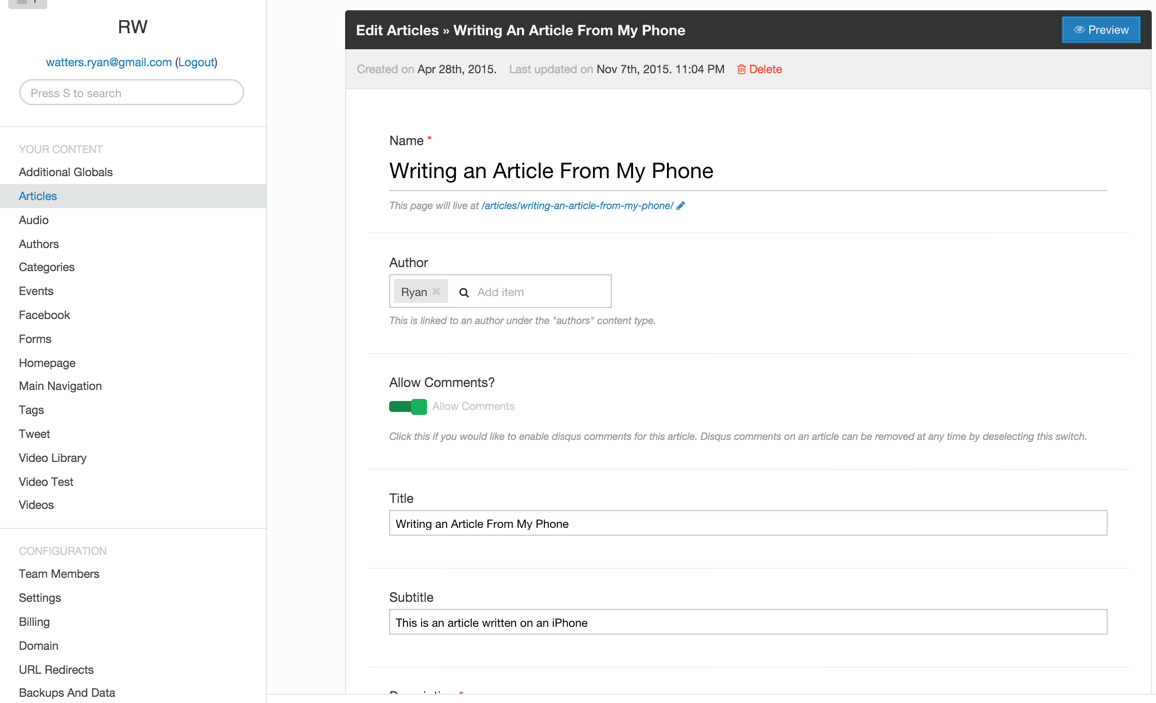 RW
watters.ryan@gmail.com (Logout)
Press S to search
YOUR CONTENT
Additional Globals
Articles
Audio
Authors
Categories
Events
Facebook
Forms
Homepage
Main Navigation
Tags
Tweet
Video Library
Video Test
Videos
CONFIGURATION
Team Members
Settings
Billing
Domain
URL Redirects
Backups And Data
Edit Articles » Writing An Article From My Phone
Preview
Created on Apr 28th, 2015. Last updated on Nov 7th, 2015. 11:04 PM Delete
Name *
Writing an Article From My Phone
This page will live at /articles/writing-an-article-from-my-phone/
Author
Ryan × Add item
This is linked to an author under the "authors" content type.
Allow Comments?
Allow Comments
Click this if you would like to enable disqus comments for this article. Disqus comments on an article can be removed at any time by deselecting this switch.
Title
Writing an Article From My Phone
Subtitle
This is an article written on an iPhone